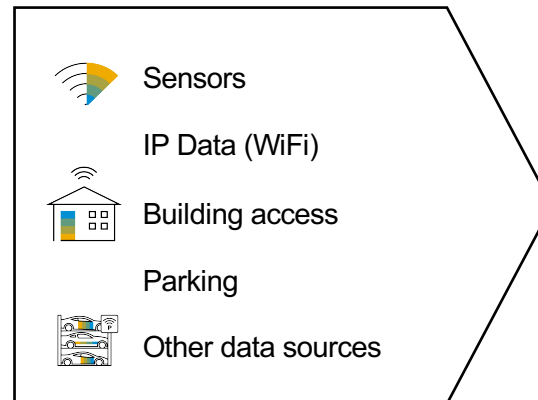 Sensors
IP Data (WiFi)
Building access
Parking
P
Other data sources